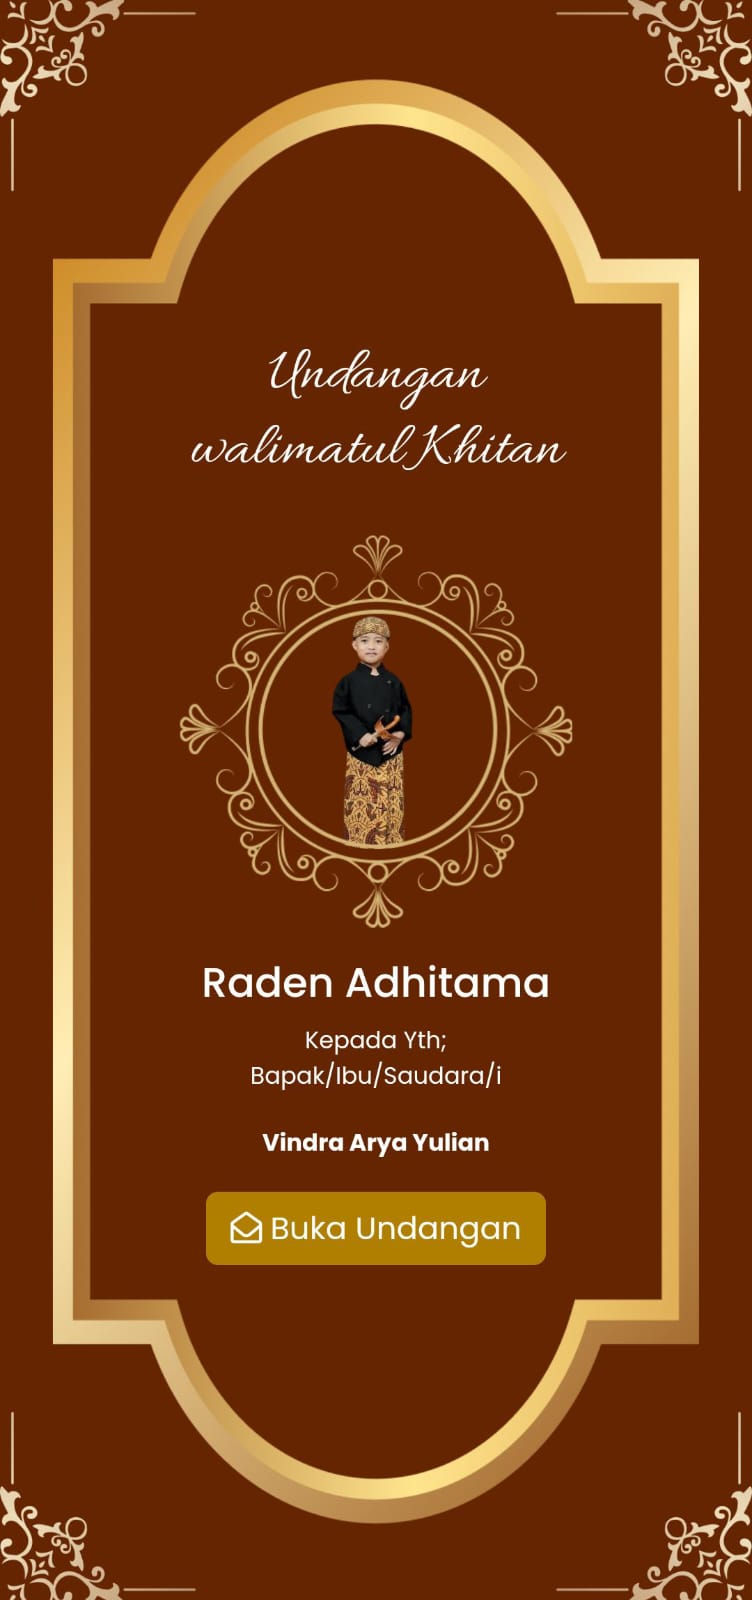 Undangan
walimatul Khitan
Raden Adhitama
Kepada Yth;
Bapak/Ibu/Saudara/i
Vindra Arya Yulian
Buka Undangan